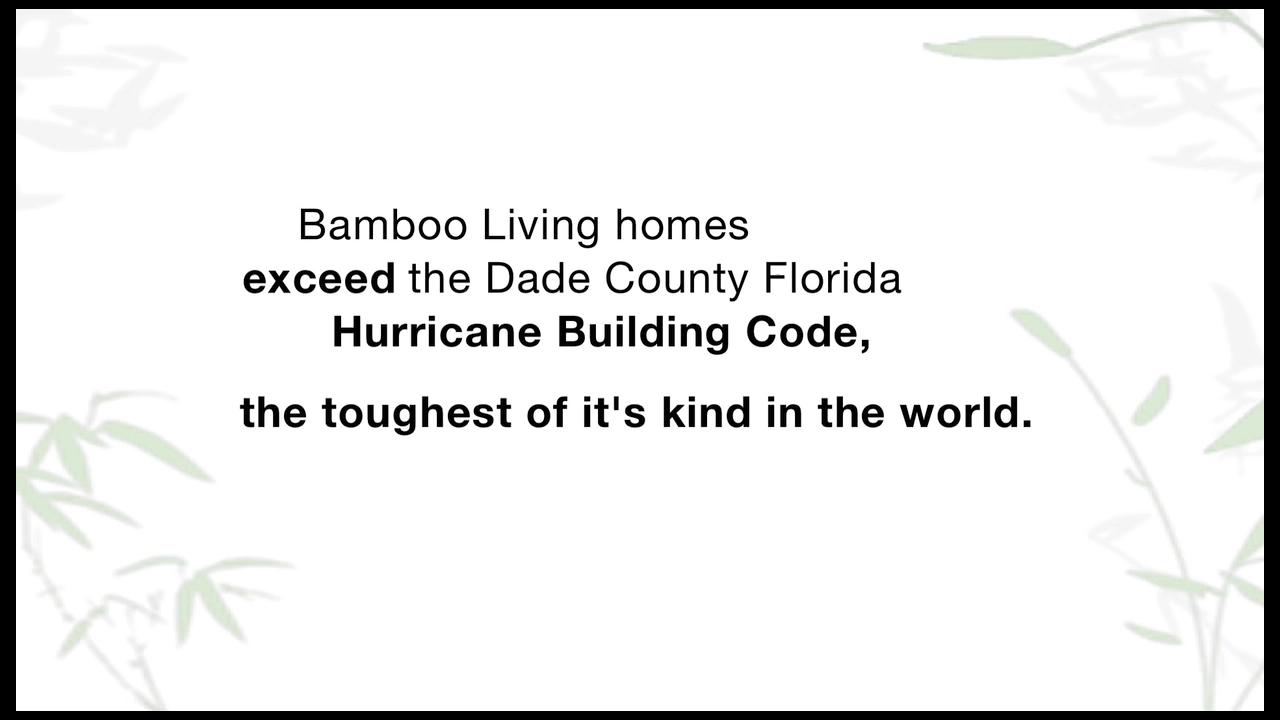 Bamboo Living homes
exceed the Dade County Florida
Hurricane Building Code,
the toughest of it's kind in the world.